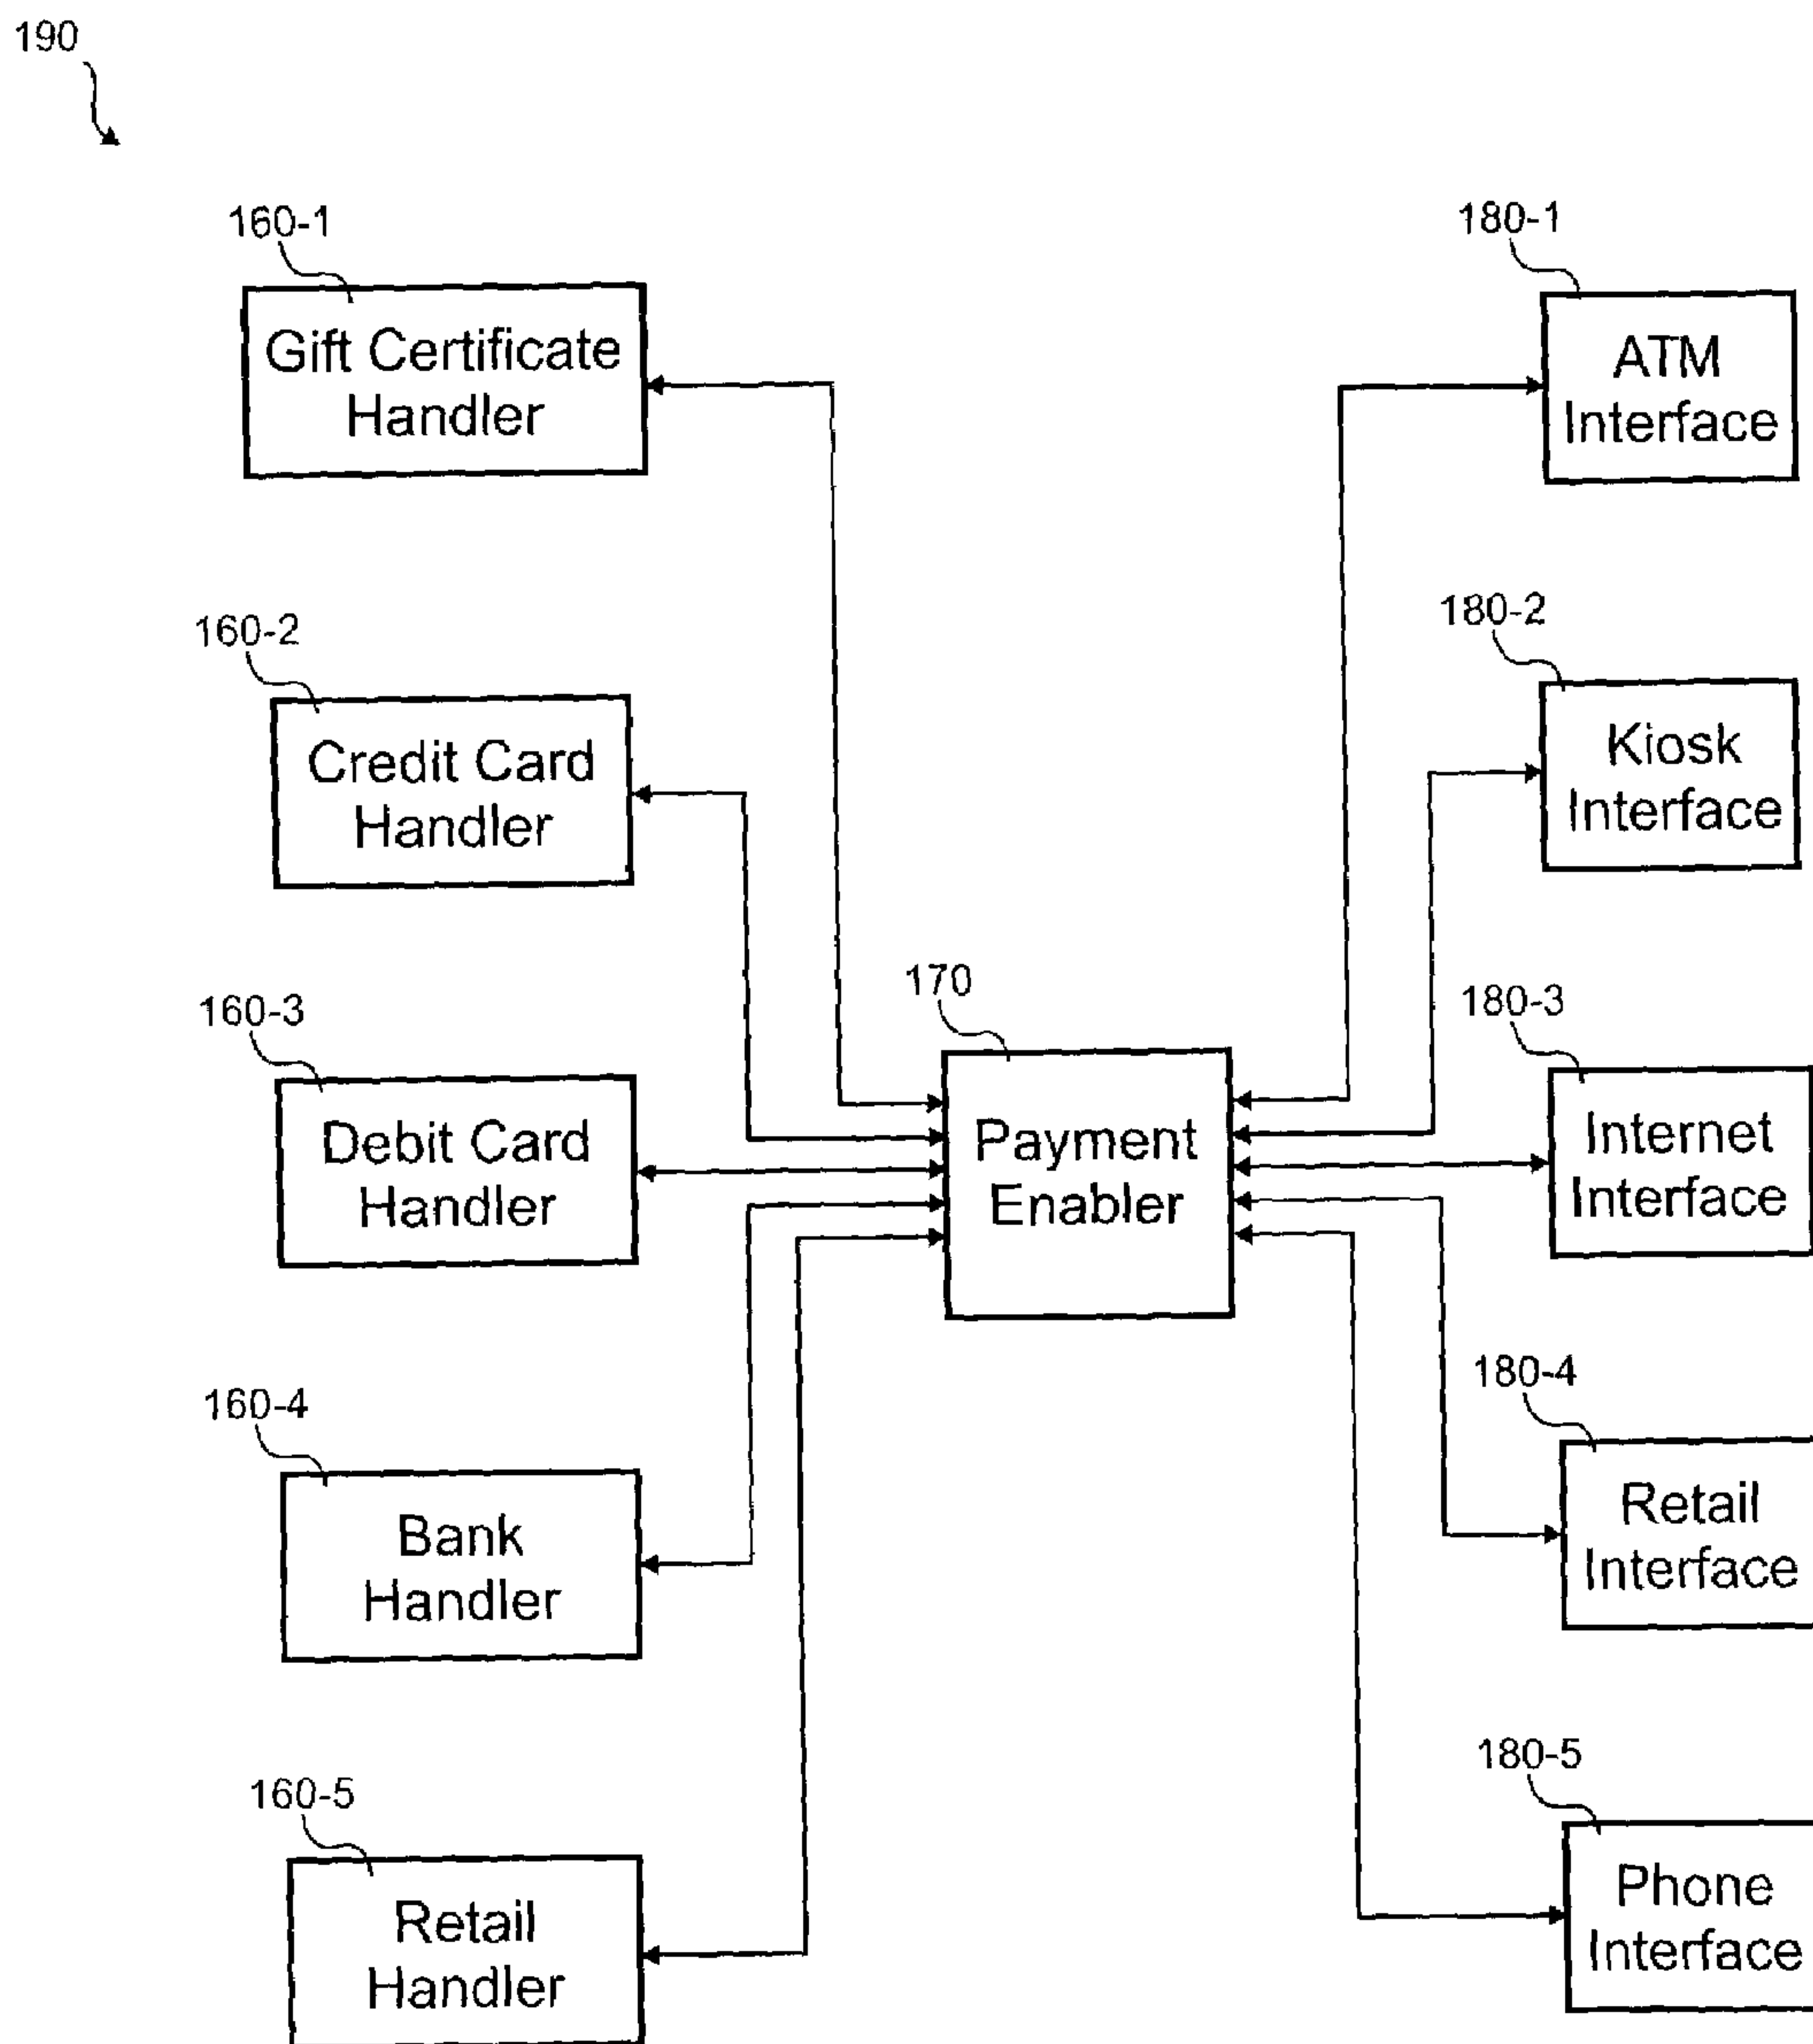 190
160-1
Gift Certificate
Handler
180-1
ATM
Interface
160-2
Credit Card
Handler
180-2
Kiosk
Interface
160-3
Debit Card
Handler
170
Payment
Enabler
180-3
Internet
Interface
160-4
Bank
Handler
180-4
Retail
Interface
160-5
Retail
Handler
180-5
Phone
Interface